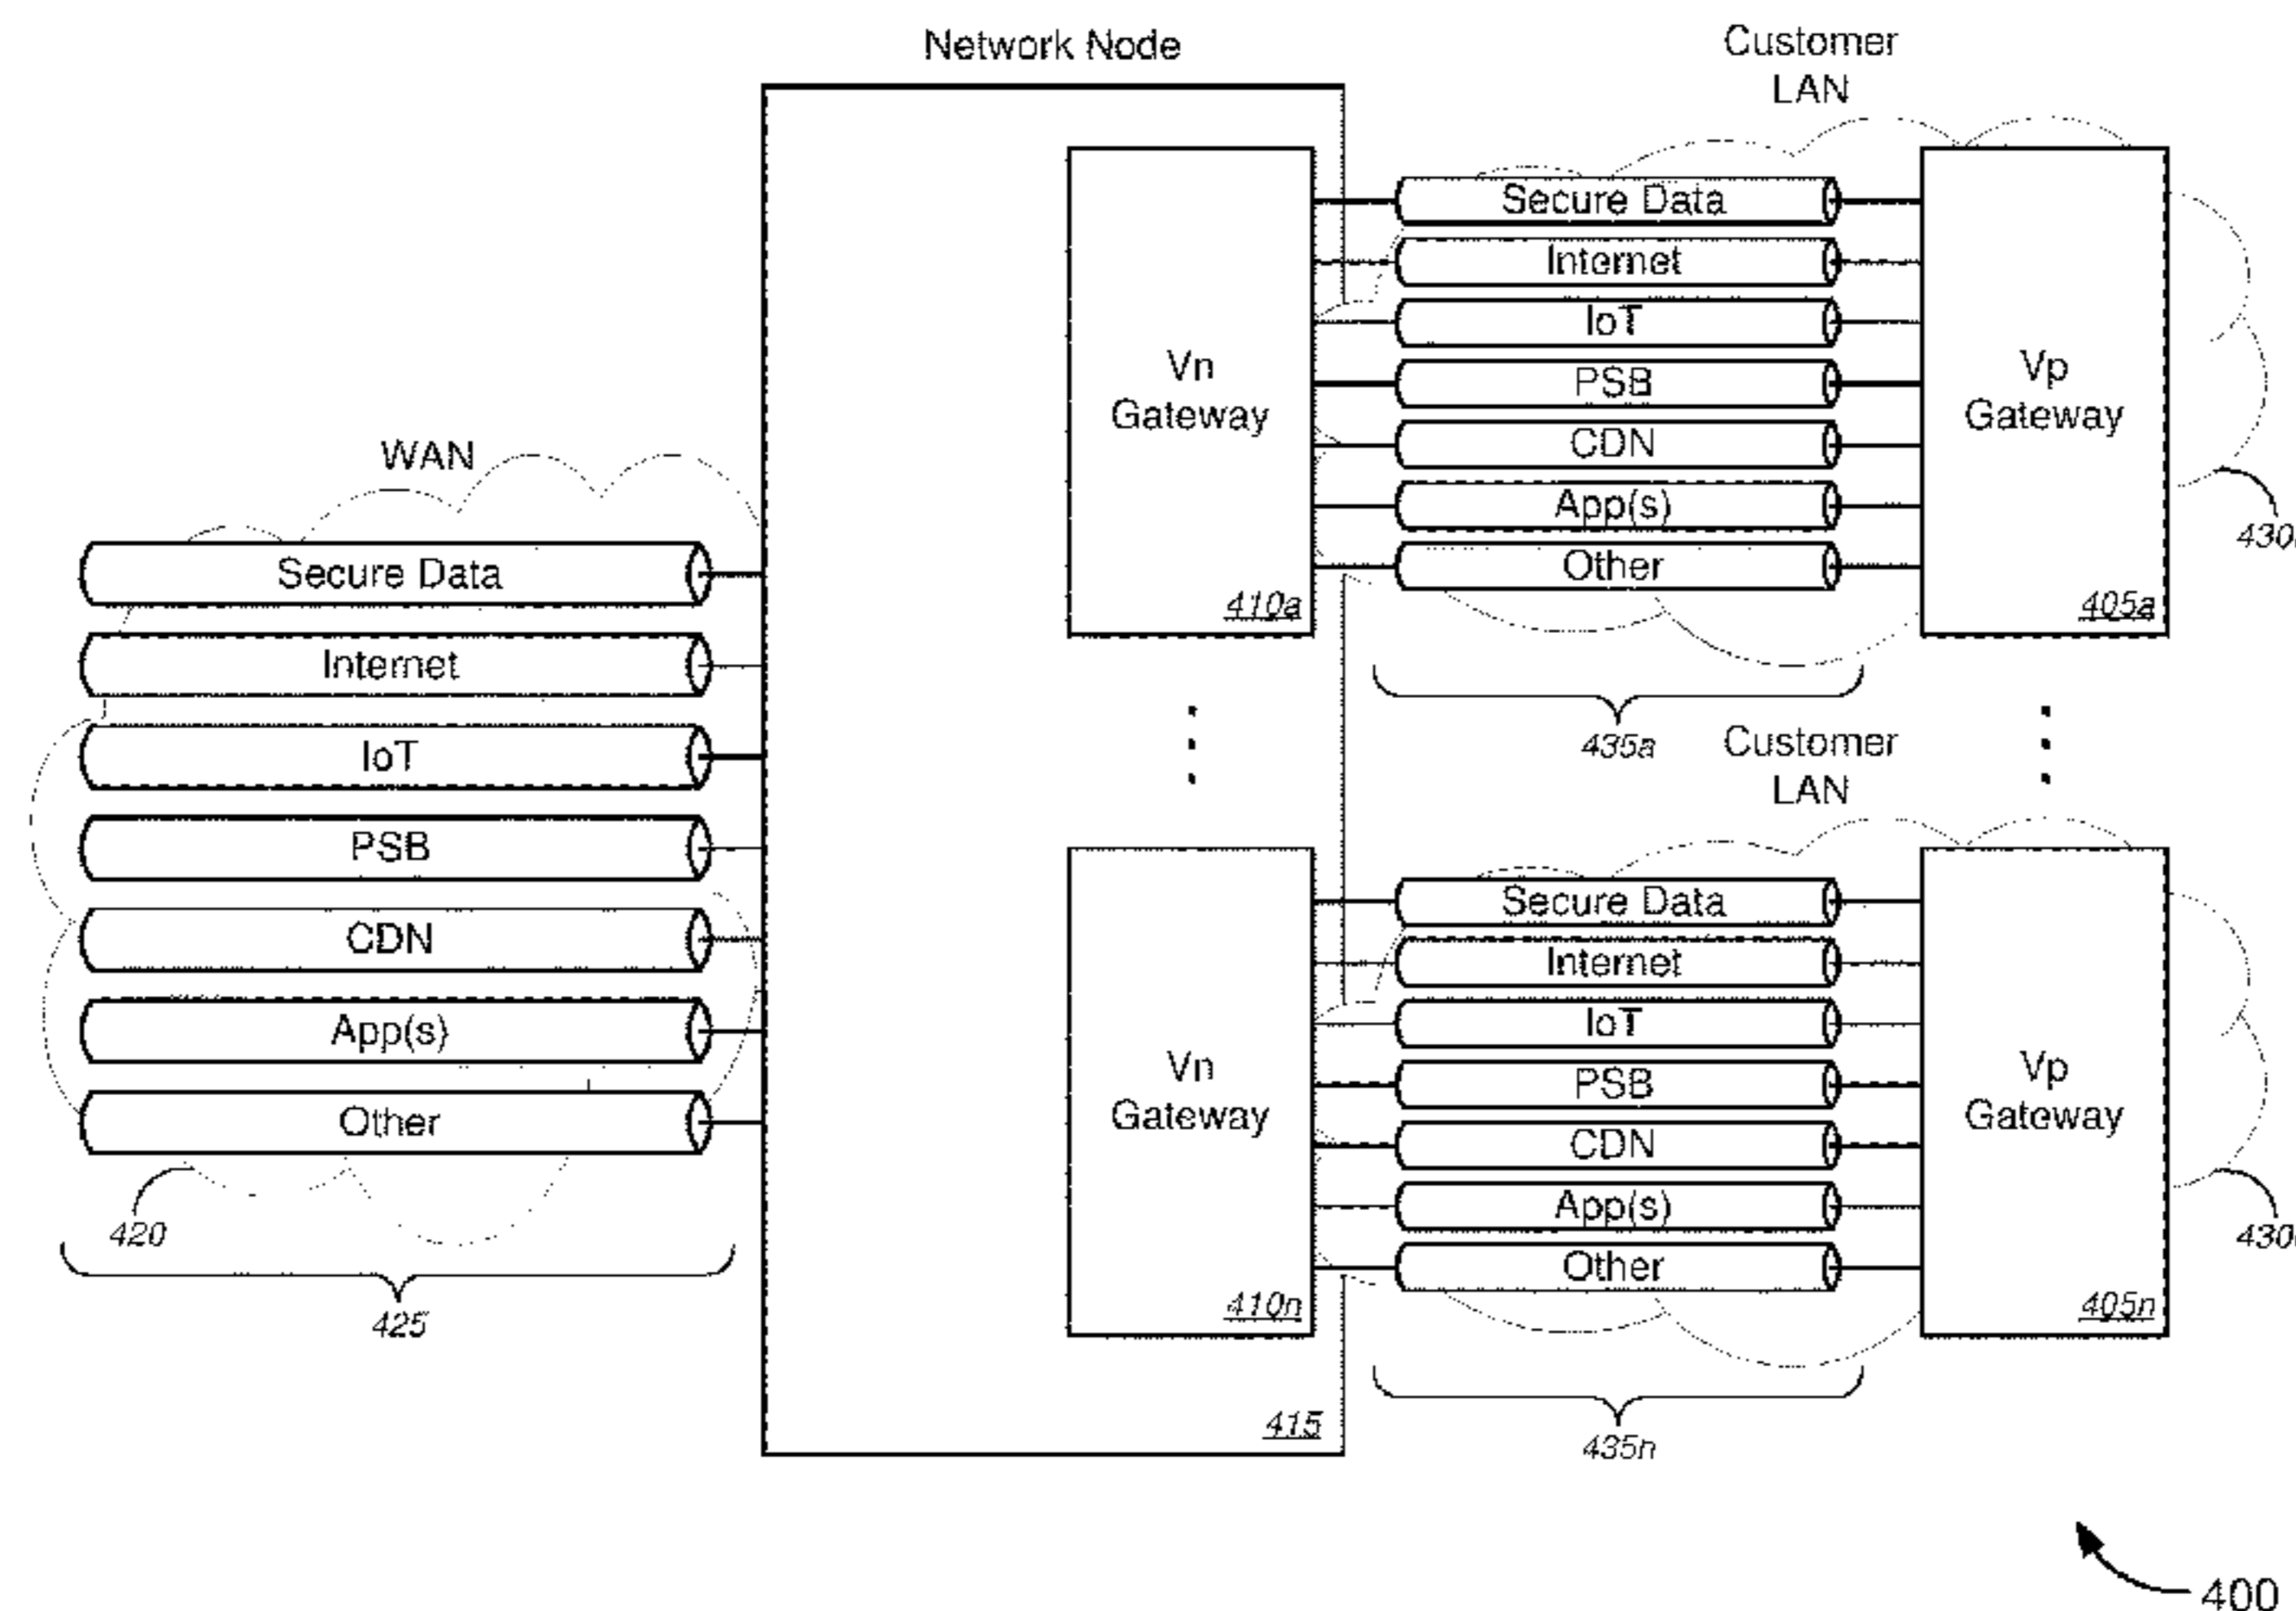 Network Node
Customer
LAN
Secure Data
Internet
IoT
PSB
CDN
App(s)
Other
Vn
Gateway
410a
Vp
Gateway
405a
430
435a
WAN
Secure Data
Internet
IoT
PSB
CDN
App(s)
Other
420
425
Customer
LAN
Secure Data
Internet
IoT
PSB
CDN
App(s)
Other
Vn
Gateway
410n
Vp
Gateway
405n
430
435n
415
400